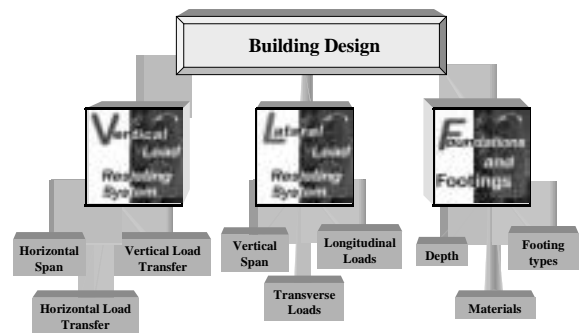 Building Design
Vertical
Load
Resisting
System
Lateral
Load
Resisting
System
Foundations
and
Footings
Horizontal
Span
Vertical Load
Transfer
Horizontal Load
Transfer
Vertical
Span
Longitudinal
Loads
Transverse
Loads
Depth
Footing
types
Materials